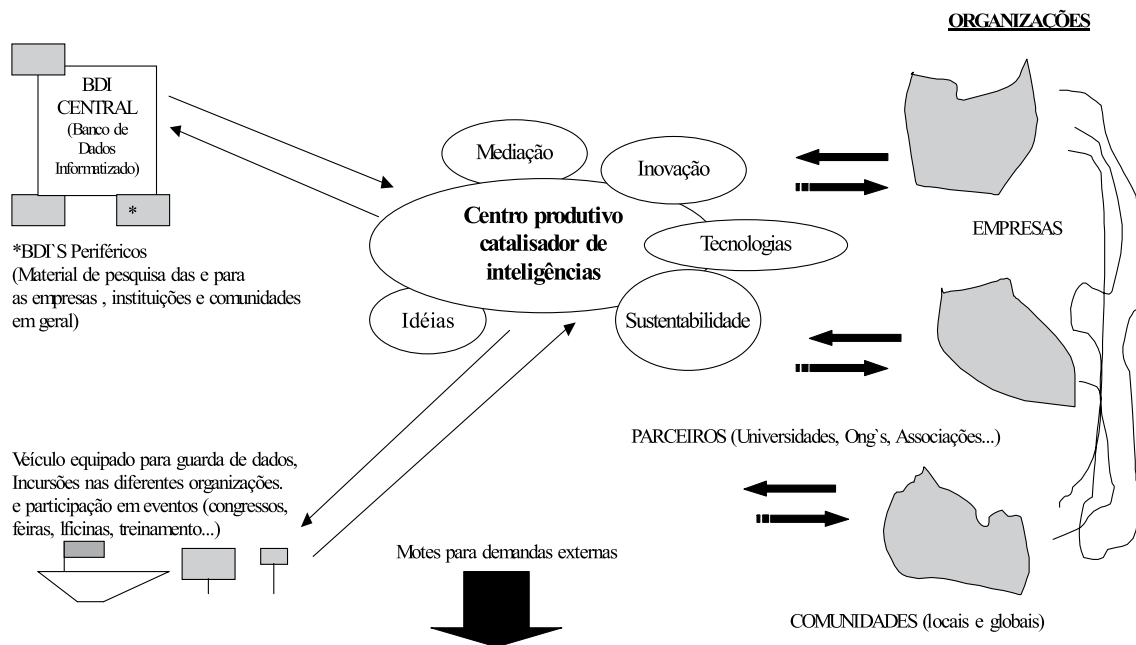 ORGANIZAÇÕES
BDI
CENTRAL
(Banco de
Dados
Informatizado)
*
*BDI`S Periféricos
(Material de pesquisa das e para
as empresas , instituições e comunidades
em geral)
Mediação
Inovação
Centro produtivo
catalisador de
inteligências
Tecnologias
Idéias
Sustentabilidade
EMPRESAS
PARCEIROS (Universidades, Ong`s, Associações...)
Veículo equipado para guarda de dados,
Incursões nas diferentes organizações.
e participação em eventos (congressos,
feiras, lficinas, treinamento...)
Motes para demandas externas
COMUNIDADES (locais e globais)